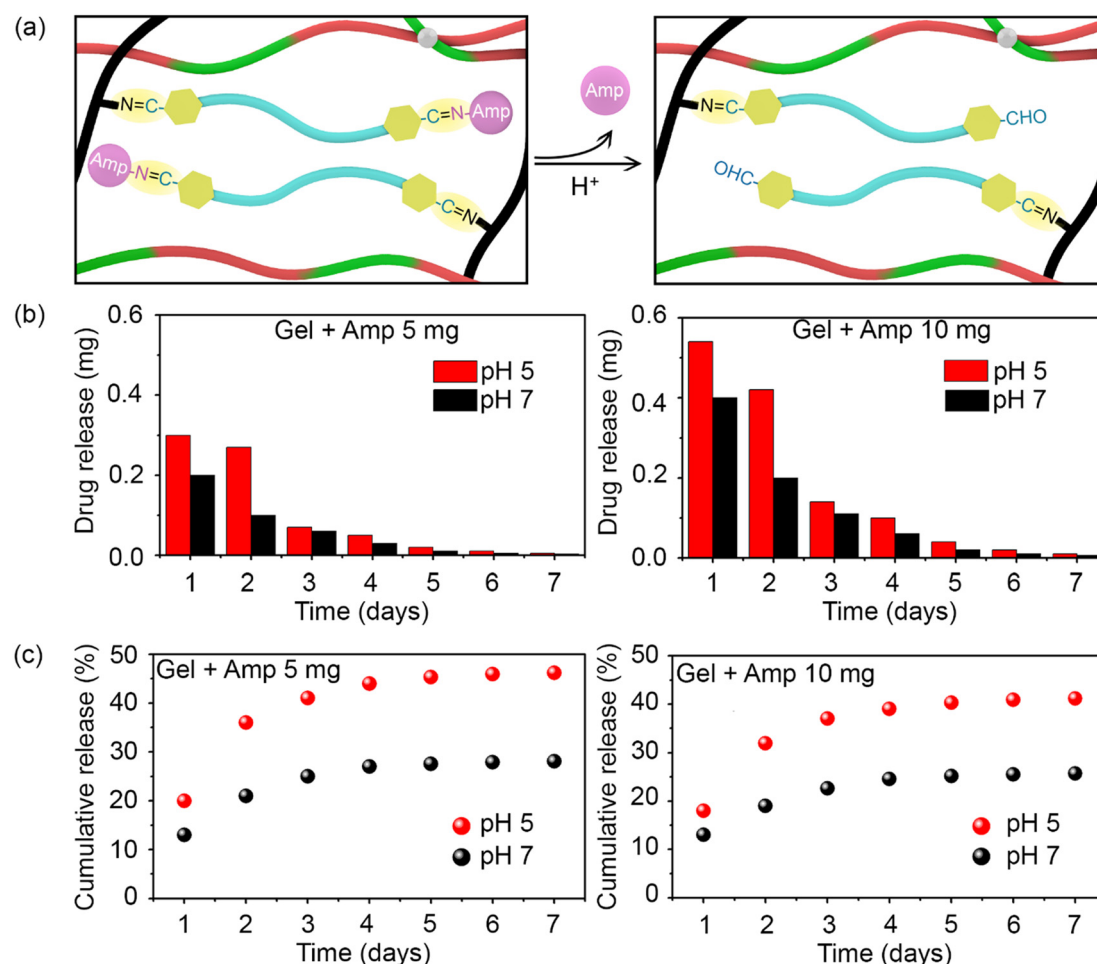 (a)
N=C
C=N-Amp
Amp-N=C
C=N
Amp
H⁺
N=C
CHO
OHC
C=N
(b)
Gel + Amp 5 mg
pH 5
pH 7
Drug release (mg)
0.6
0.4
0.2
0.0
1 2 3 4 5 6 7
Time (days)
Gel + Amp 10 mg
pH 5
pH 7
Drug release (mg)
0.6
0.4
0.2
0.0
1 2 3 4 5 6 7
Time (days)
(c)
Gel + Amp 5 mg
pH 5
pH 7
Cumulative release (%)
50
40
30
20
10
0
1 2 3 4 5 6 7
Time (days)
Gel + Amp 10 mg
pH 5
pH 7
Cumulative release (%)
50
40
30
20
10
0
1 2 3 4 5 6 7
Time (days)